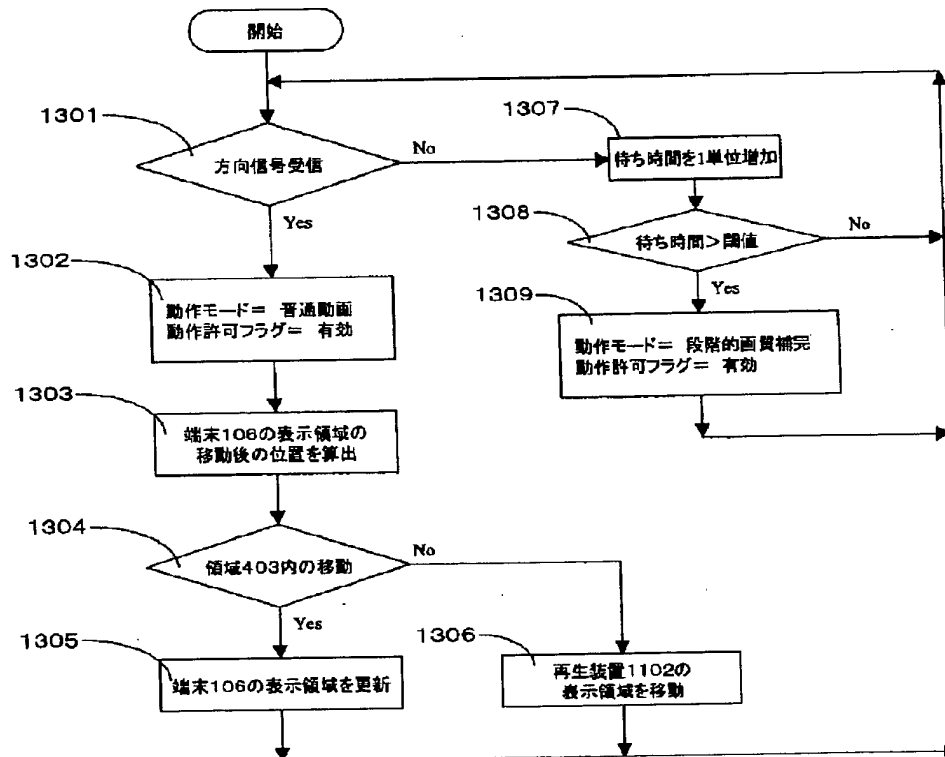 開始
1301
方向信号受信
No
Yes
1307
待ち時間を1単位増加
1308
待ち時間>閾値
No
Yes
1302
動作モード= 普通動画
動作許可フラグ= 有効
1309
動作モード= 段階的画質補完
動作許可フラグ= 有効
1303
端末106の表示領域の
移動後の位置を算出
1304
領域403内の移動
No
Yes
1305
端末106の表示領域を更新
1306
再生装置1102の
表示領域を移動